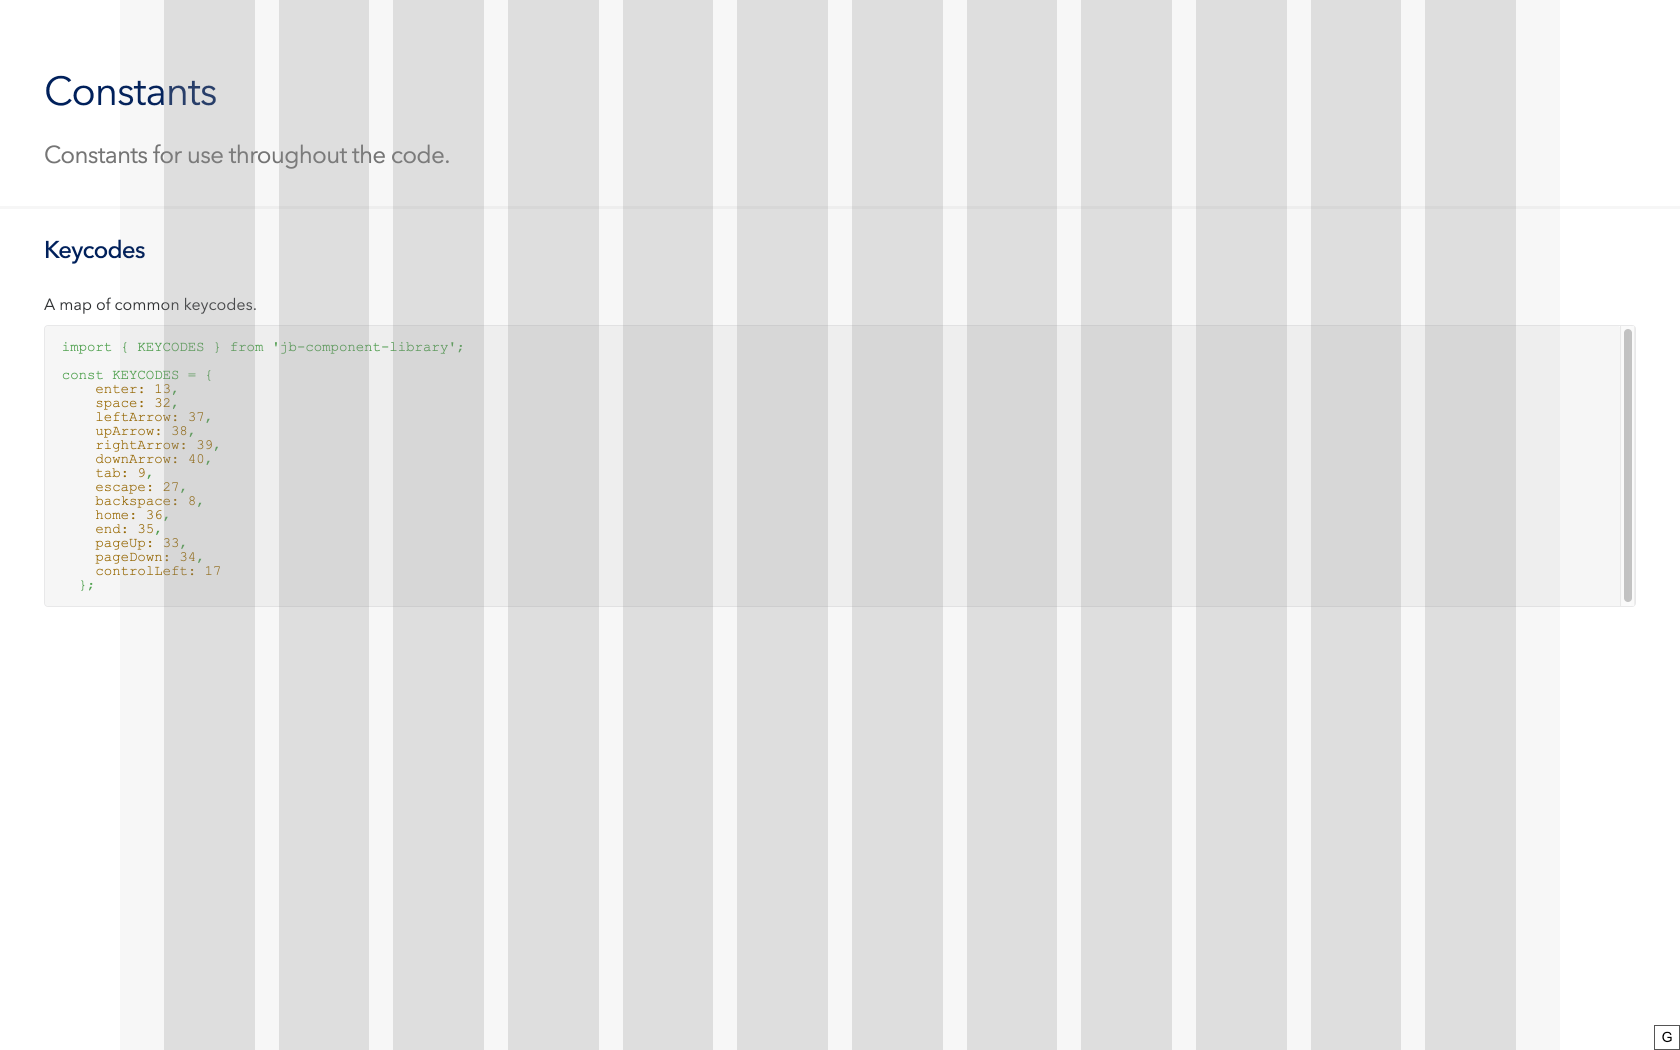 Constants
Constants for use throughout the code.
Keycodes
A map of common keycodes.
import { KEYCODES } from 'jb-component-library';
const KEYCODES = {
enter: 13,
space: 32,
leftArrow: 37,
upArrow: 38,
rightArrow: 39,
downArrow: 40,
tab: 9,
escape: 27,
backspace: 8,
home: 36,
end: 35,
pageUp: 33,
pageDown: 34,
controlLeft: 17
};
G